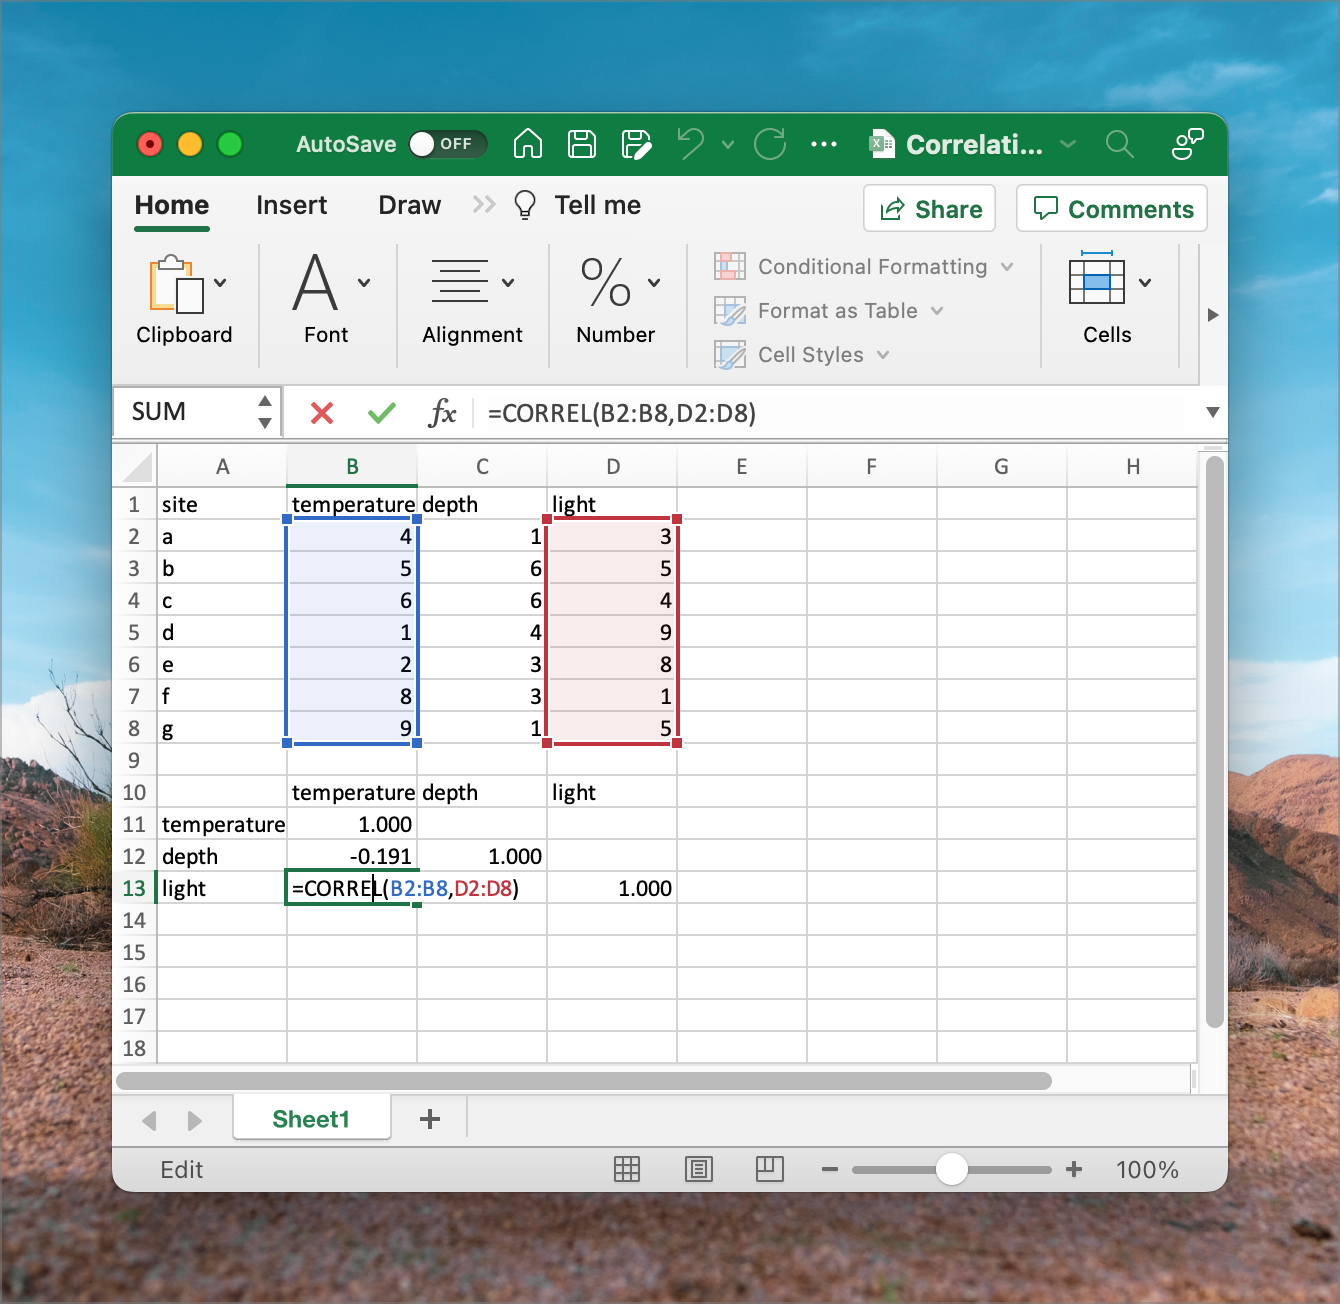 AutoSave OFF Correlati...
Home Insert Draw Tell me Share Comments
Clipboard Font Alignment Number Conditional Formatting Format as Table Cell Styles Cells
SUM fx =CORREL(B2:B8,D2:D8)
A B C D E F G H
1 site temperature depth light
2 a 4 1 3
3 b 5 6 5
4 c 6 6 4
5 d 1 4 9
6 e 2 3 8
7 f 8 3 1
8 g 9 1 5
9
10 temperature depth light
11 temperature 1.000
12 depth -0.191 1.000
13 light =CORREL(B2:B8,D2:D8) 1.000
14
15
16
17
18
Sheet1
Edit 100%